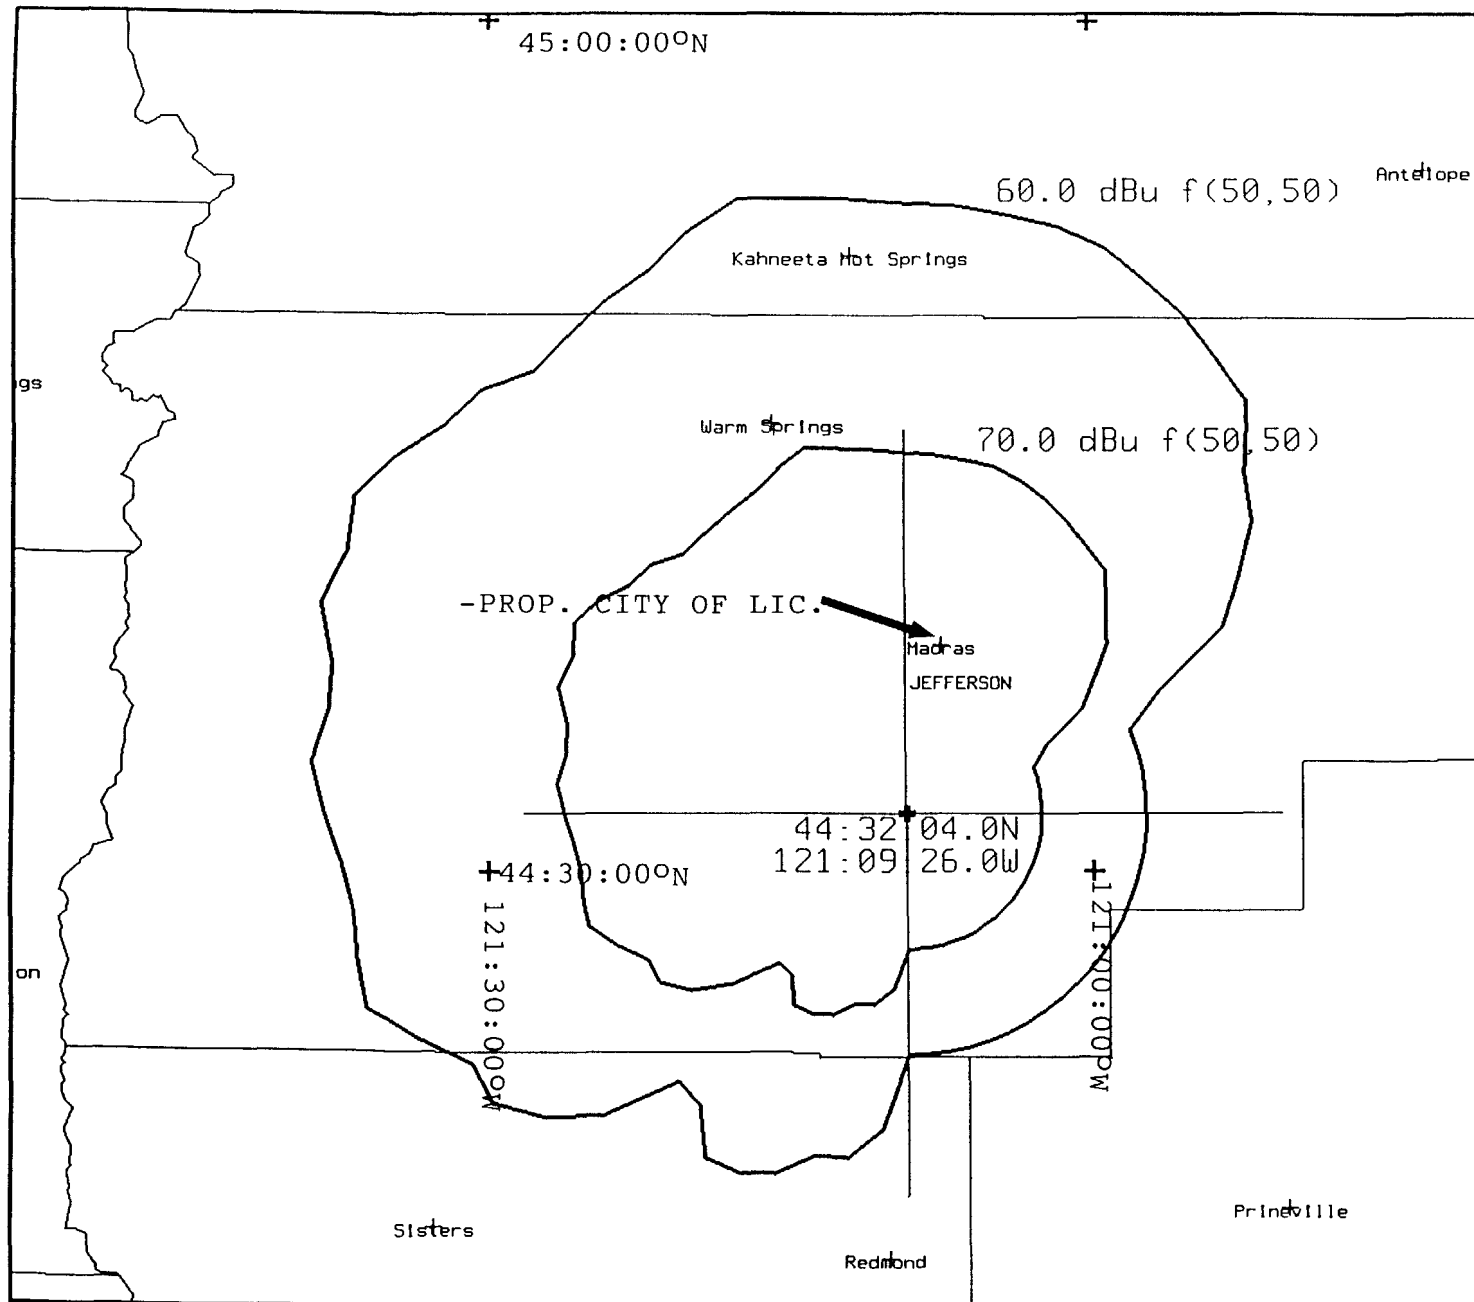 45:00:00ºN
Antelope
60.0 dBu f(50,50)
Kahneeta Hot Springs
gs
Warm Springs
70.0 dBu f(50,50)
-PROP. CITY OF LIC.
Madras
JEFFERSON
44:32 04.0N
121:09 26.0W
44:30:00ºN
121:30:00ºW
121:00:00ºW
on
Sisters
Redmond
Prineville